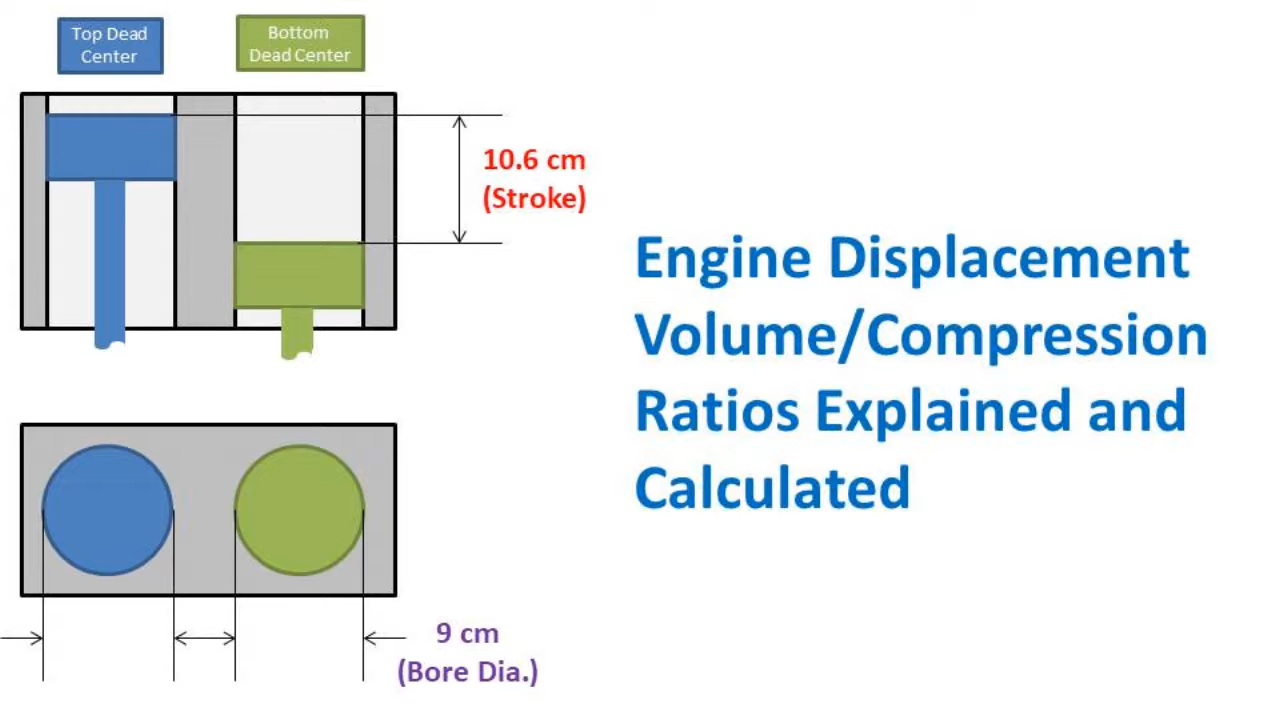 Top Dead
Center
Bottom
Dead Center
10.6 cm
(Stroke)
Engine Displacement
Volume/Compression
Ratios Explained and
Calculated
9 cm
(Bore Dia.)